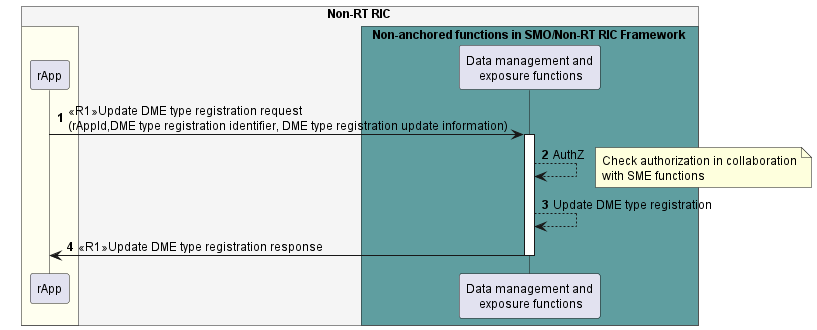 Non-RT RIC
Non-anchored functions in SMO/Non-RT RIC Framework
rApp
Data management and
exposure functions
1 «R1»Update DME type registration request
(rAppId,DME type registration identifier, DME type registration update information)
2 AuthZ
Check authorization in collaboration
with SME functions
3 Update DME type registration
4 «R1»Update DME type registration response
rApp
Data management and
exposure functions